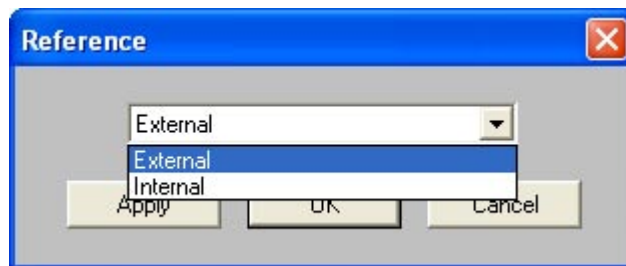 Reference
External
External
Internal
Apply OK Cancel